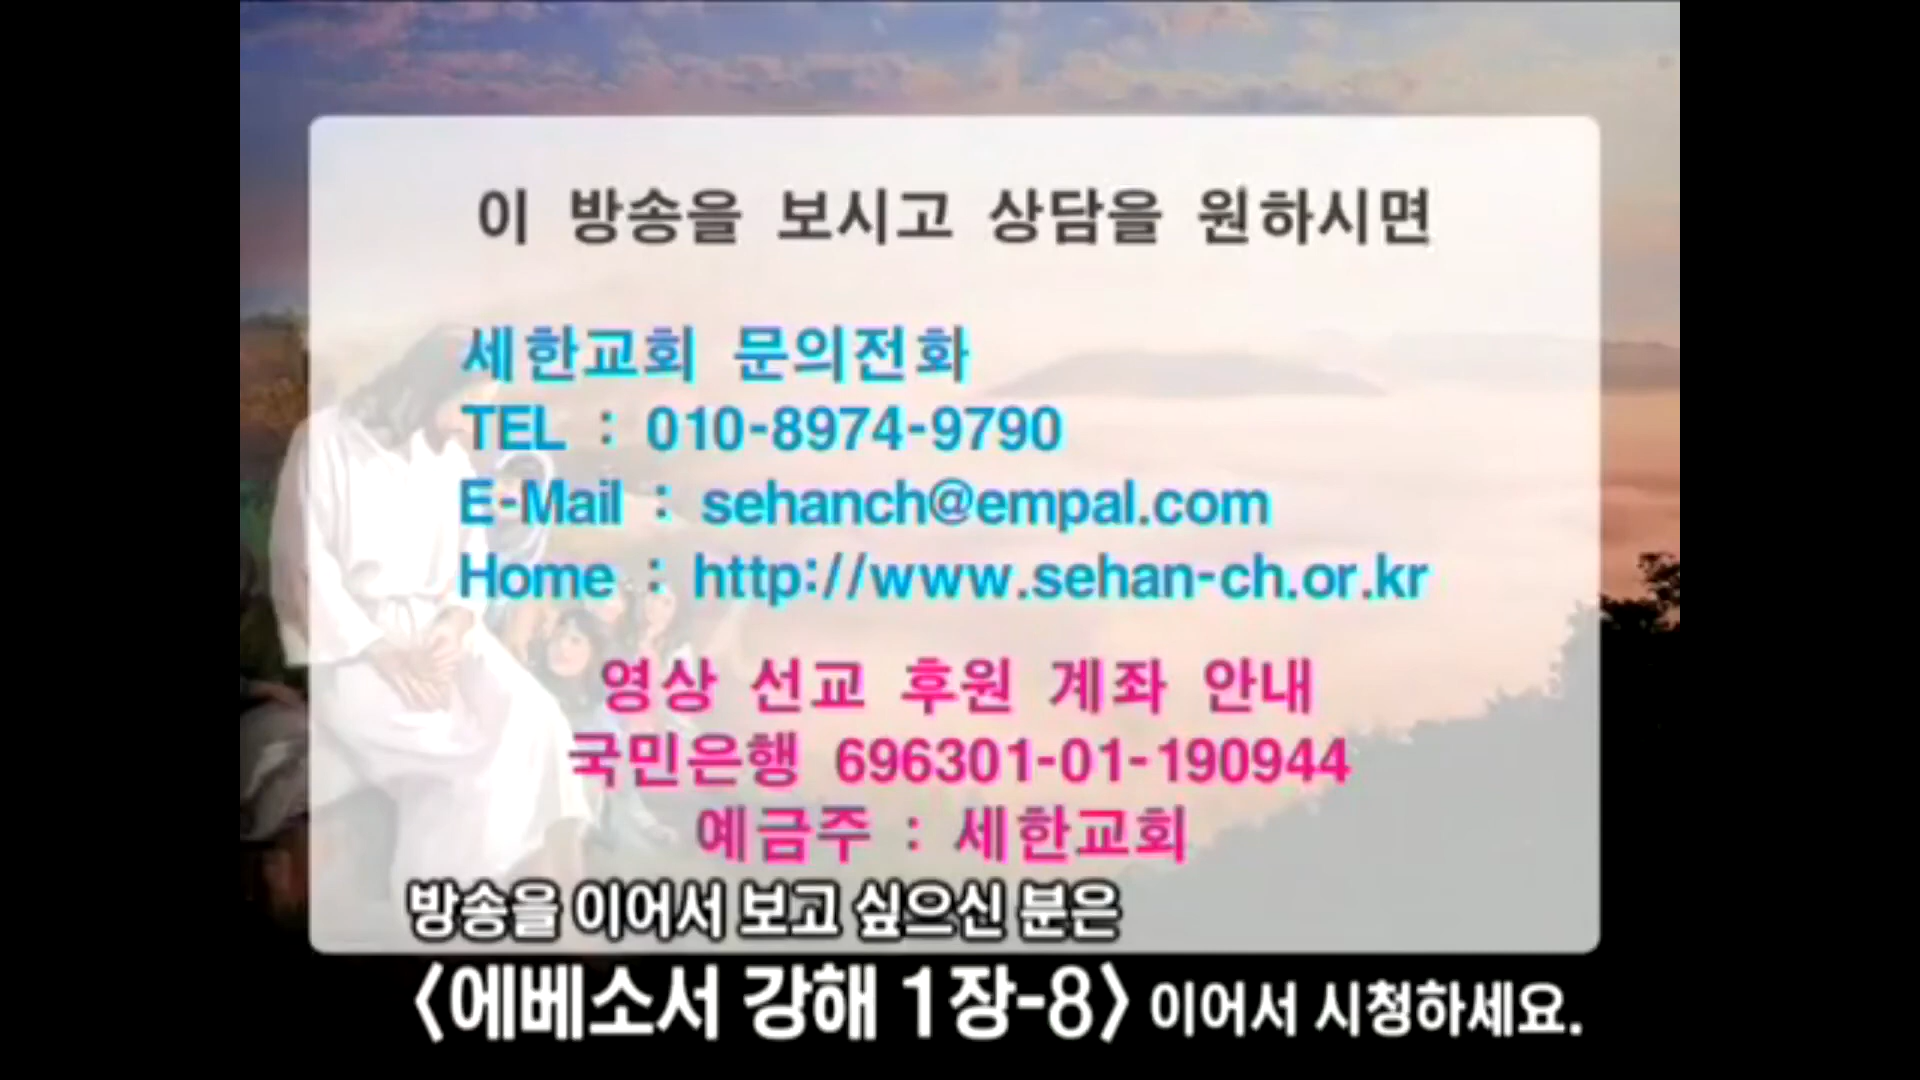 이 방송을 보시고 상담을 원하시면
세한교회 문의전화
TEL : 010-8974-9790
E-Mail : sehanch@empal.com
Home : http://www.sehan-ch.or.kr
영상 선교 후원 계좌 안내
국민은행 696301-01-190944
예금주 : 세한교회
방송을 이어서 보고 싶으신 분은
<에베소서 강해 1장-8> 이어서 시청하세요.